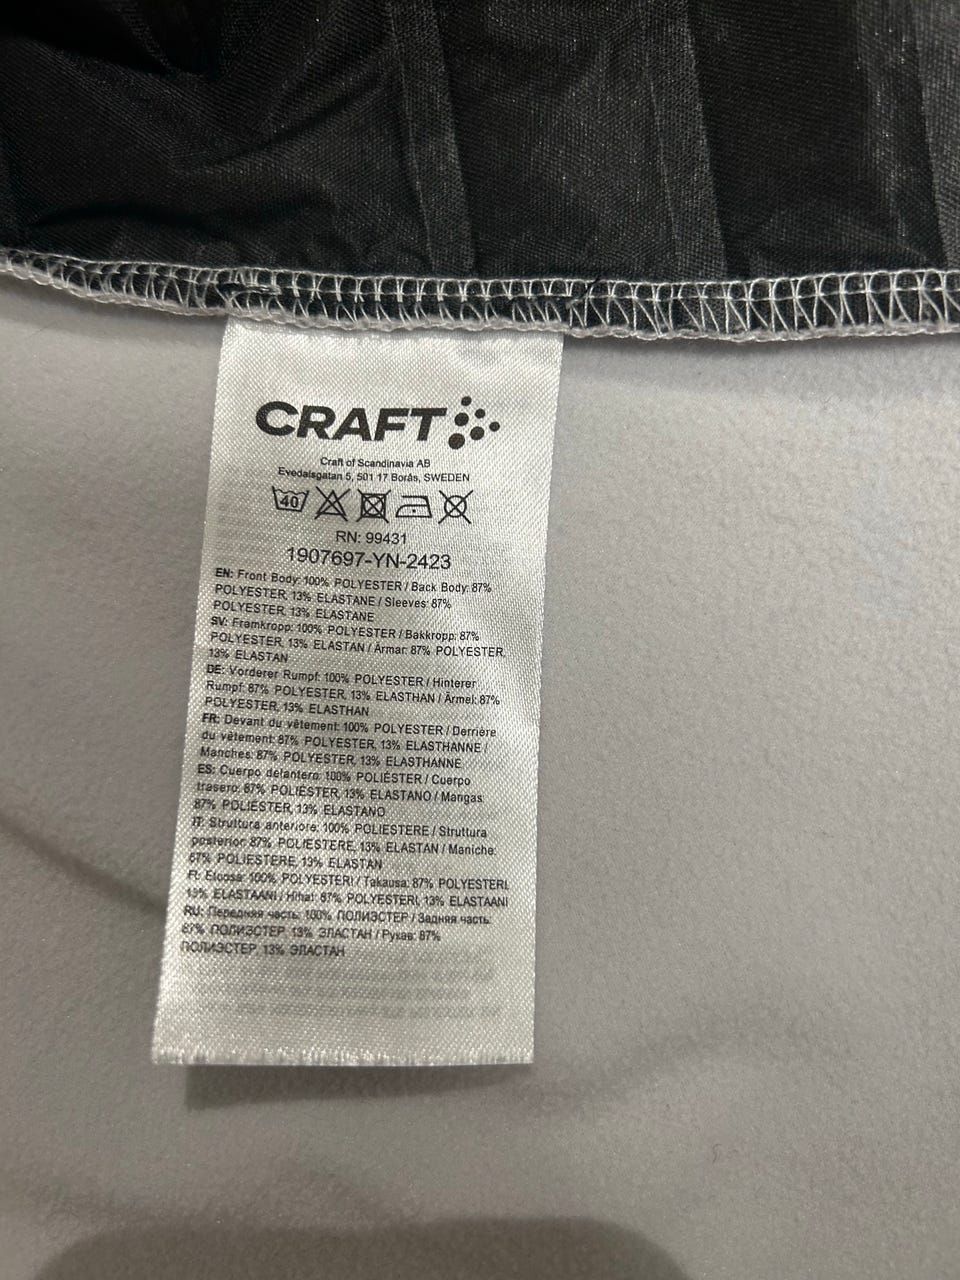 CRAFT
Craft of Scandinavia AB
Evedalsgatan 5, 501 17 Borås, SWEDEN
40
RN: 99431
1907697-YN-2423
EN: Front Body: 100% POLYESTER / Back Body: 87%
POLYESTER, 13% ELASTANE / Sleeves: 87%
POLYESTER, 13% ELASTANE
SV: Framkropp: 100% POLYESTER / Bakkropp: 87%
POLYESTER, 13% ELASTAN / Ärmar: 87% POLYESTER,
13% ELASTAN
DE: Vorderer Rumpf: 100% POLYESTER / Hinterer
Rumpf: 87% POLYESTER, 13% ELASTHAN / Ärmel: 87%
POLYESTER, 13% ELASTHAN
FR: Devant du vêtement: 100% POLYESTER / Derrière
du vêtement: 87% POLYESTER, 13% ELASTHANNE /
Manches: 87% POLYESTER, 13% ELASTHANNE
ES: Cuerpo delantero: 100% POLIÉSTER / Cuerpo
trasero: 87% POLIÉSTER, 13% ELASTANO / Mangas:
87% POLIÉSTER, 13% ELASTANO
IT: Struttura anteriore: 100% POLIESTERE / Struttura
posterior: 87% POLIESTERE, 13% ELASTAN / Maniche:
87% POLIESTERE, 13% ELASTAN
FI: Etuosa: 100% POLYESTERI / Takausa: 87% POLYESTERI,
13% ELASTAANI / Hihat: 87% POLYESTERI, 13% ELASTAANI
RU: Передняя часть: 100% ПОЛИЭСТЕР / Задняя часть:
87% ПОЛИЭСТЕР, 13% ЭЛАСТАН / Рукав: 87%
ПОЛИЭСТЕР, 13% ЭЛАСТАН